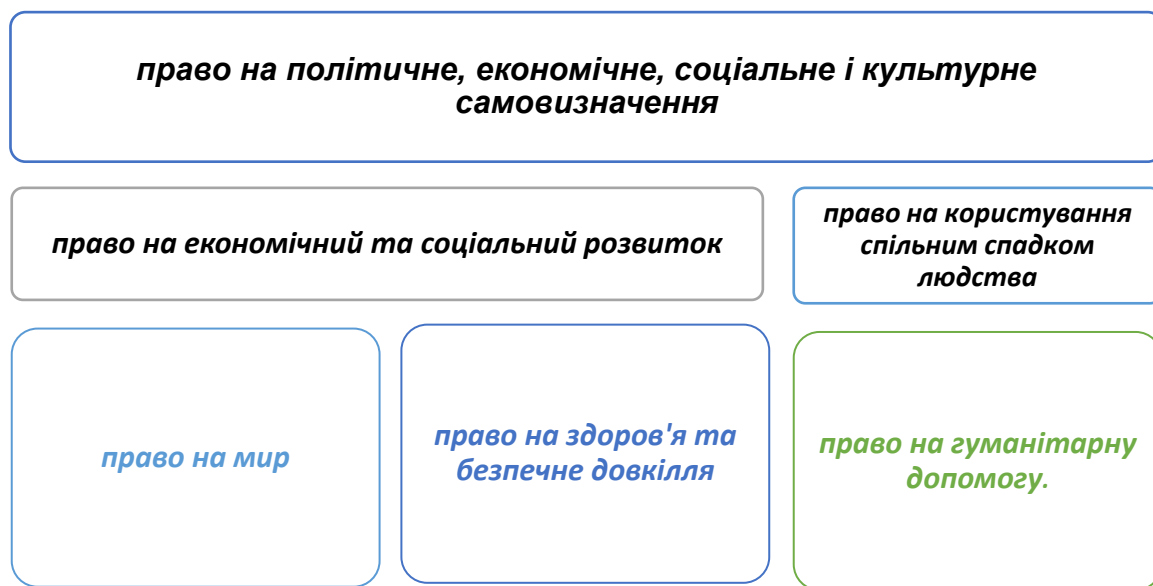 право на політичне, економічне, соціальне і культурне
самовизначення
право на економічний та соціальний розвиток
право на користування
спільним спадком
людства
право на мир
право на здоров'я та
безпечне довкілля
право на гуманітарну
допомогу.